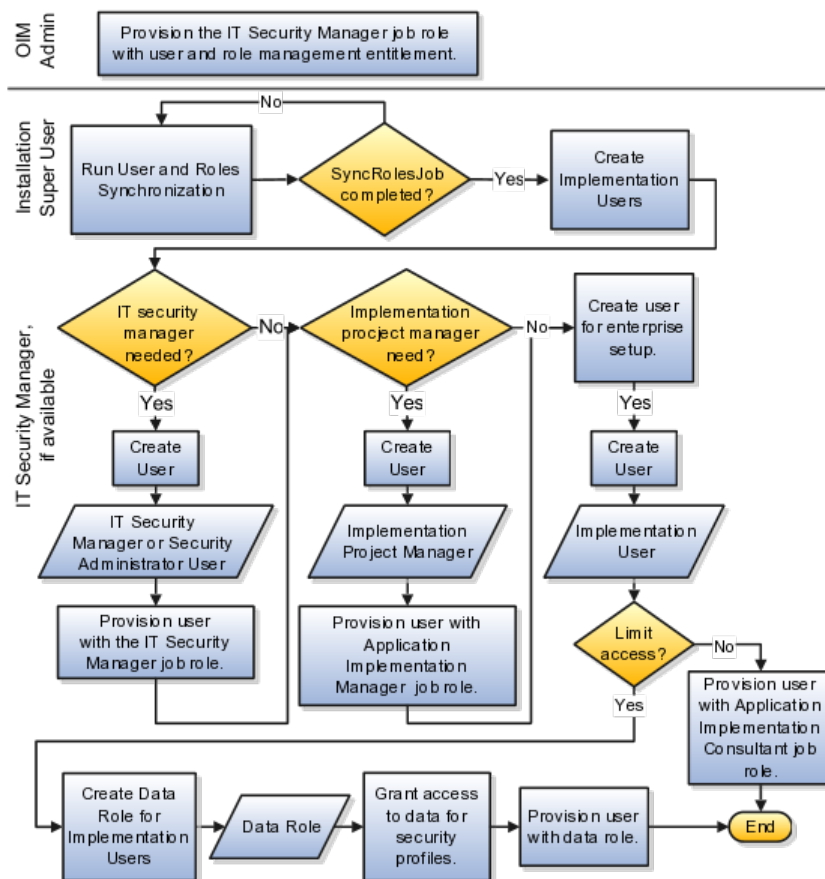 OIM
Admin
Provision the IT Security Manager job role
with user and role management entitlement.
Installation
Super User
No
Run User and Roles
Synchronization
SyncRolesJob
completed?
Yes
Create
Implementation
Users
IT Security Manager,
if available
IT security
manager
needed?
No
Implementation
procject manager
need?
No
Create user
for enterprise
setup.
Yes
Yes
Yes
Create
User
Create
User
Create
User
IT Security
Manager or Security
Administrator User
Implementation
Project Manager
Implementation
User
Provision user
with the IT Security
Manager job role.
Provision user with
Application
Implementation
Manager job role.
Limit
access?
No
Yes
Provision user
with Application
Implementation
Consultant job
role.
Create Data
Role for
Implementation
Users
Data Role
Grant access
to data for
security
profiles.
Provision user
with data role.
End